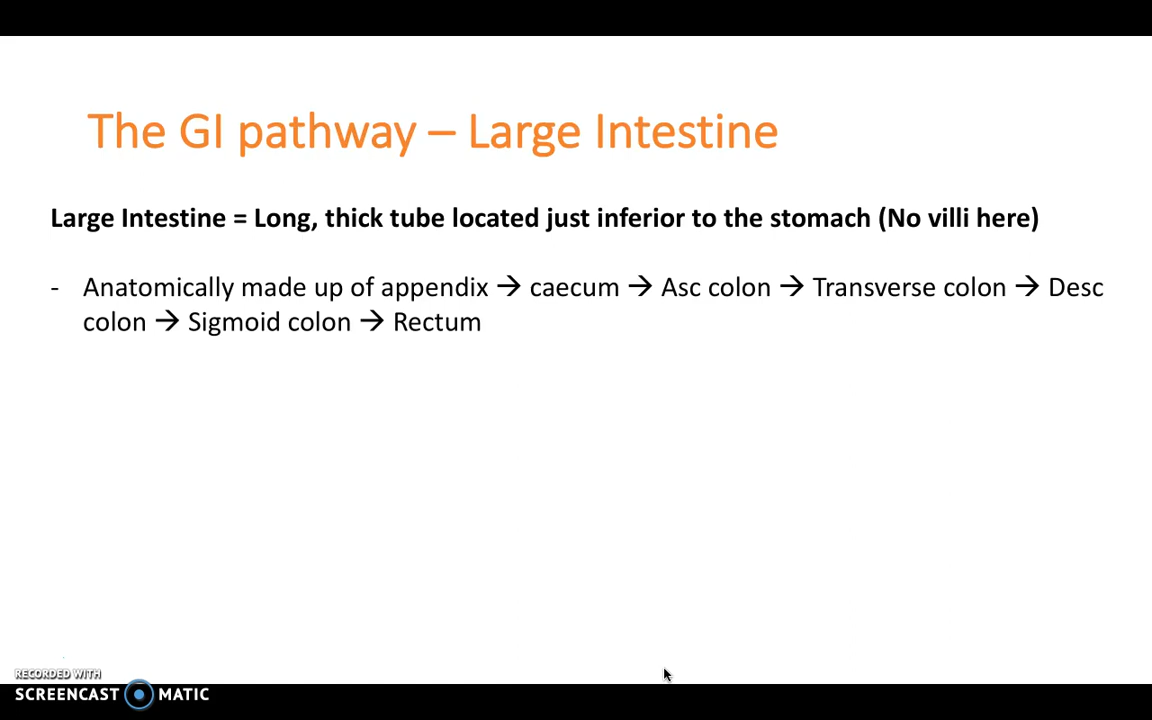 The GI pathway – Large Intestine
Large Intestine = Long, thick tube located just inferior to the stomach (No villi here)
- Anatomically made up of appendix → caecum → Asc colon → Transverse colon → Desc
colon → Sigmoid colon → Rectum
RECORDED WITH
SCREENCAST MATIC